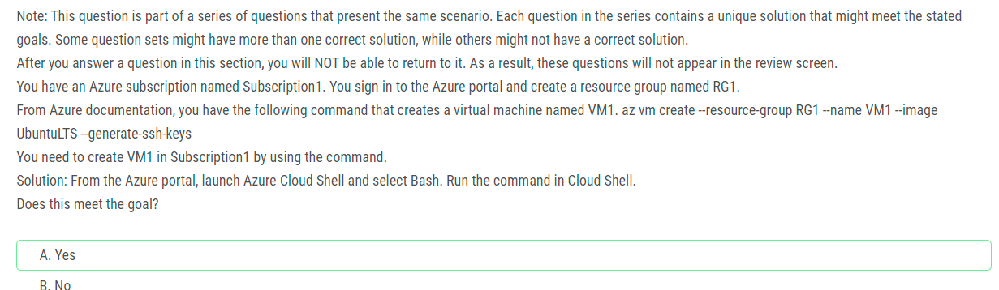 Note: This question is part of a series of questions that present the same scenario. Each question in the series contains a unique solution that might meet the stated
goals. Some question sets might have more than one correct solution, while others might not have a correct solution.
After you answer a question in this section, you will NOT be able to return to it. As a result, these questions will not appear in the review screen.
You have an Azure subscription named Subscription1. You sign in to the Azure portal and create a resource group named RG1.
From Azure documentation, you have the following command that creates a virtual machine named VM1. az vm create --resource-group RG1 --name VM1 --image
UbuntuLTS --generate-ssh-keys
You need to create VM1 in Subscription1 by using the command.
Solution: From the Azure portal, launch Azure Cloud Shell and select Bash. Run the command in Cloud Shell.
Does this meet the goal?
A. Yes
B. No